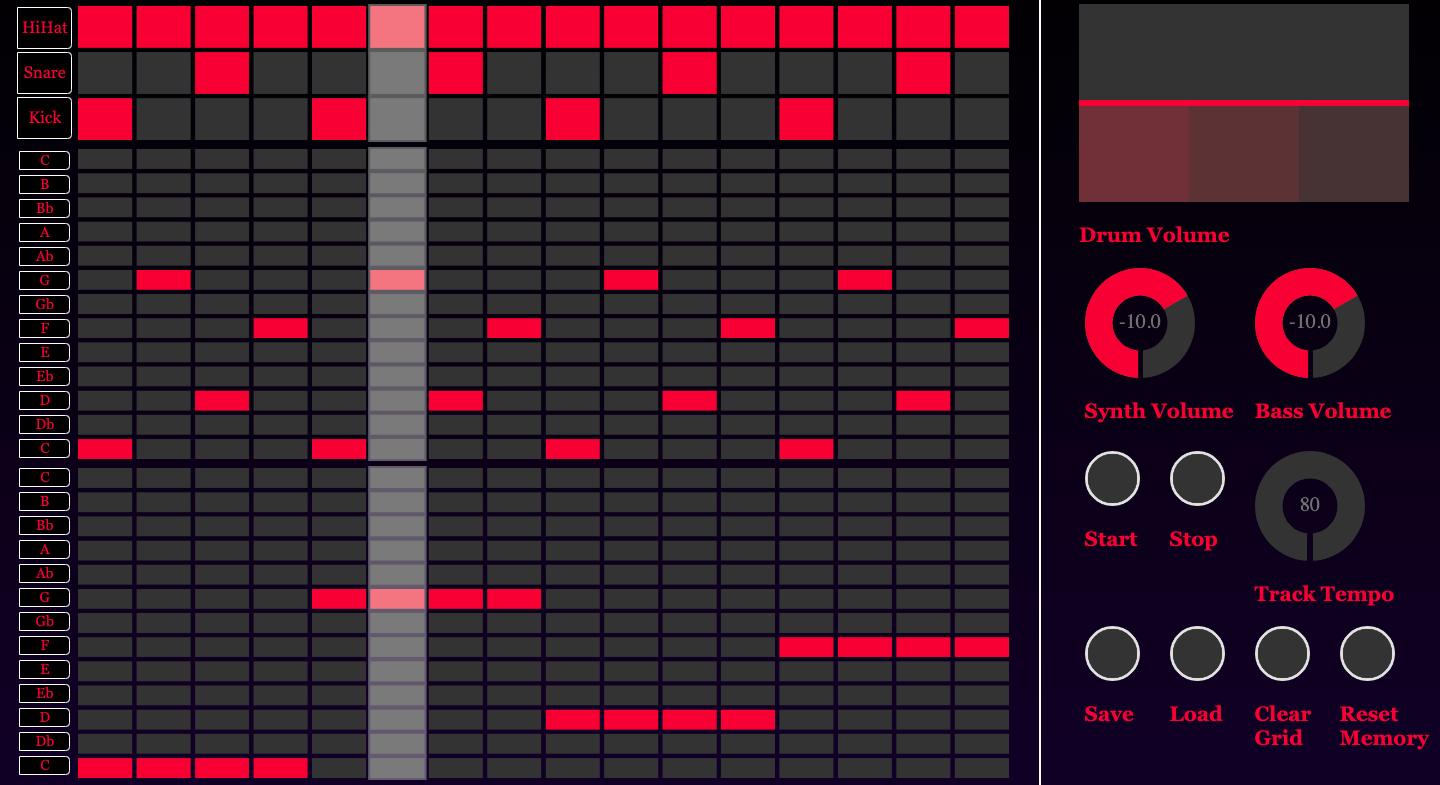 HiHat
Snare
Kick
C
B
Bb
A
Ab
G
Gb
F
E
Eb
D
Db
C
C
B
Bb
A
Ab
G
Gb
F
E
Eb
D
Db
C
Drum Volume
-10.0 -10.0
Synth Volume Bass Volume
80
Start Stop
Track Tempo
Save Load Clear Reset
Grid Memory